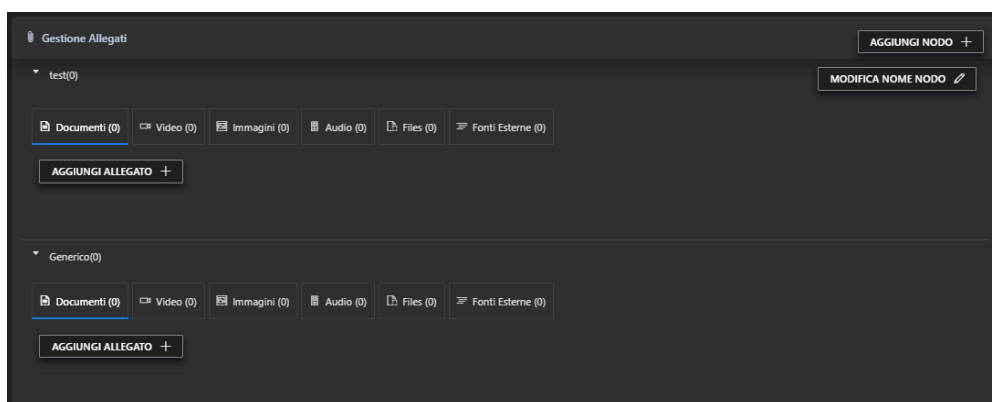 Gestione Allegati
AGGIUNGI NODO
test(0)
MODIFICA NOME NODO
Documenti (0) Video (0) Immagini (0) Audio (0) Files (0) Fonti Esterne (0)
AGGIUNGI ALLEGATO
Generico(0)
Documenti (0) Video (0) Immagini (0) Audio (0) Files (0) Fonti Esterne (0)
AGGIUNGI ALLEGATO